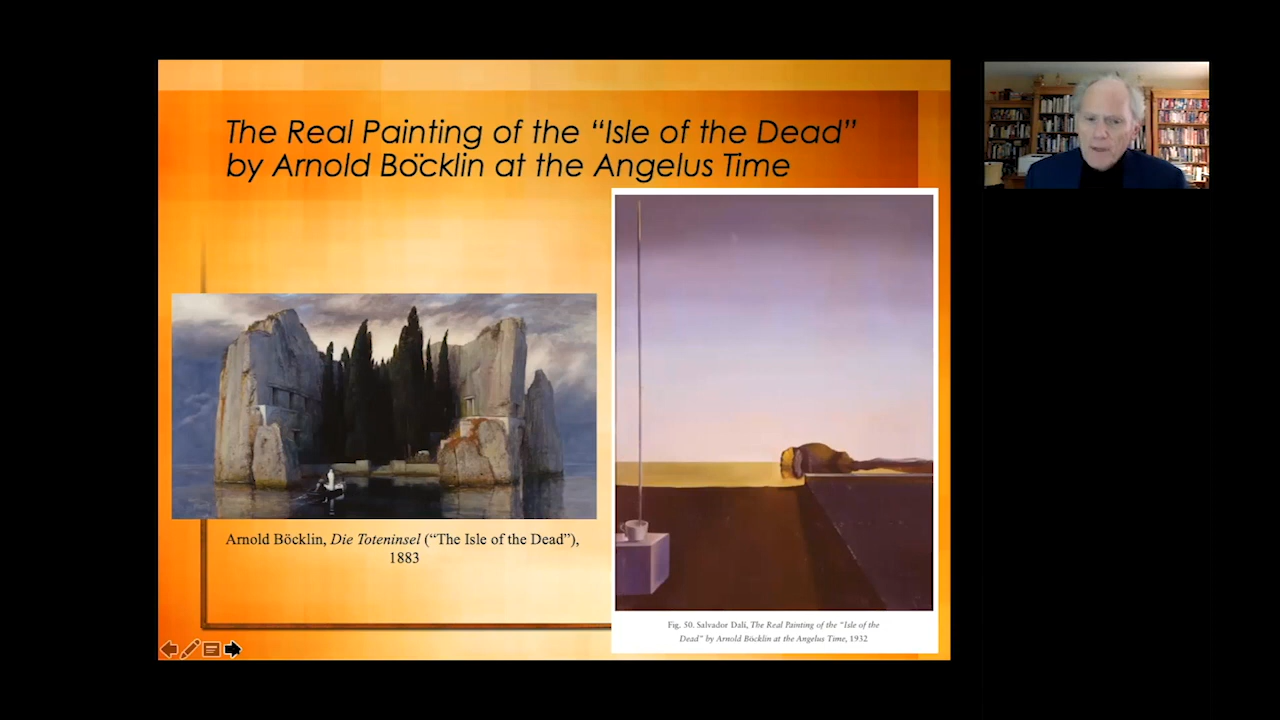 The Real Painting of the “Isle of the Dead”
by Arnold Böcklin at the Angelus Time
Arnold Böcklin, Die Toteninsel (“The Isle of the Dead”),
1883
Fig. 50. Salvador Dalí, The Real Painting of the “Isle of the
Dead” by Arnold Böcklin at the Angelus Time, 1932